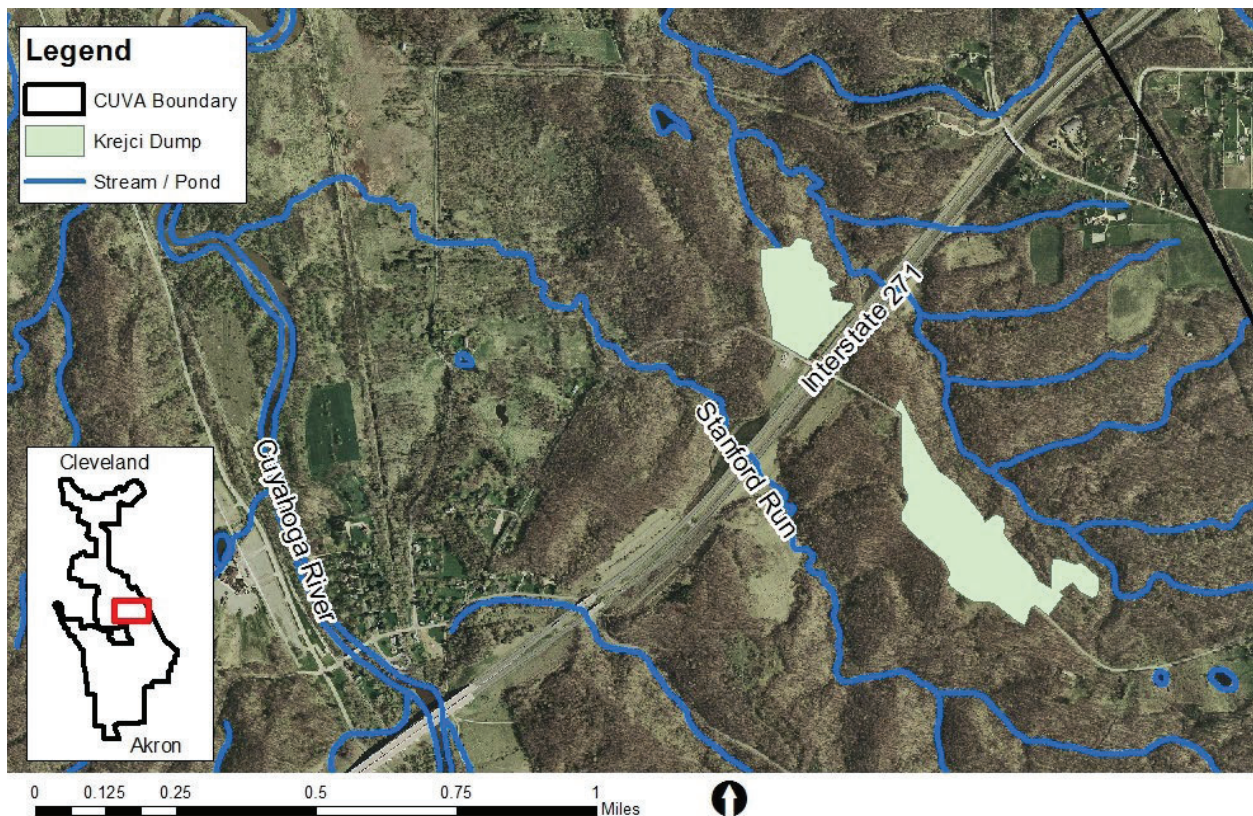 Legend
CUVA Boundary
Krejci Dump
Stream / Pond
Interstate 271
Stanford Run
Cuyahoga River
Cleveland
Akron
0 0.125 0.25 0.5 0.75 1
Miles